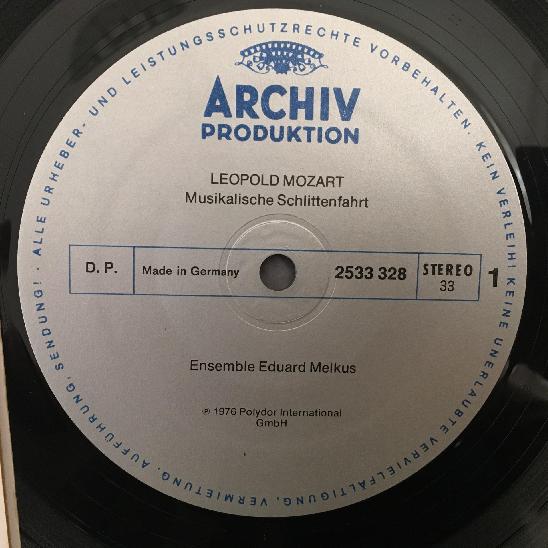 ALLE URHEBER- UND LEISTUNGSSCHUTZRECHTE VORBEHALTEN. KEIN VERLEIH! KEINE UNERLAUBTE VERVIELFÄLTIGUNG, VERMIETUNG, AUFFÜHRUNG, SENDUNG!
ARCHIV
PRODUKTION
LEOPOLD MOZART
Musikalische Schlittenfahrt
D. P. Made in Germany 2533 328 STEREO 1
33
Ensemble Eduard Melkus
℗ 1976 Polydor International
GmbH